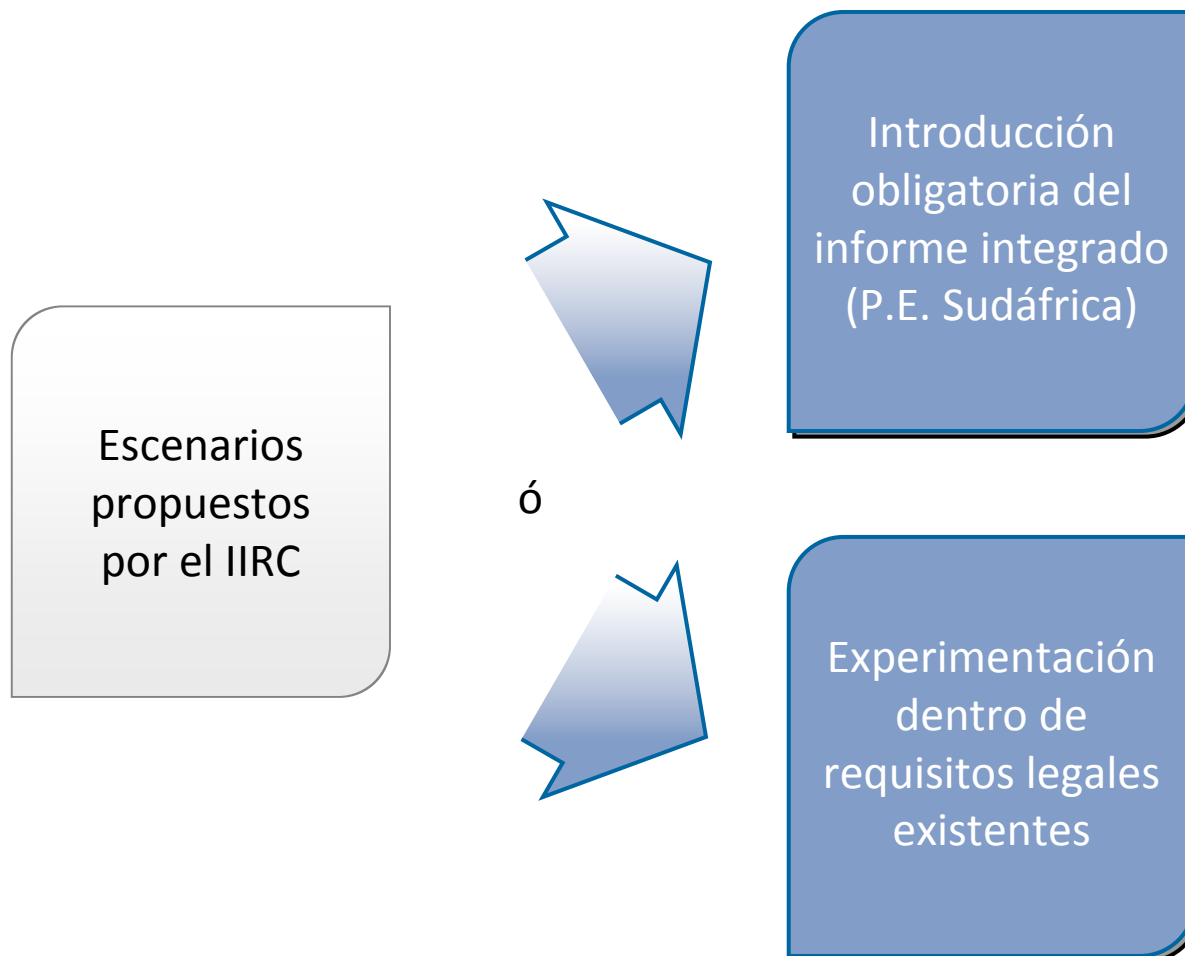 Escenarios
propuestos
por el IIRC
ó
Introducción
obligatoria del
informe integrado
(P.E. Sudáfrica)
Experimentación
dentro de
requisitos legales
existentes